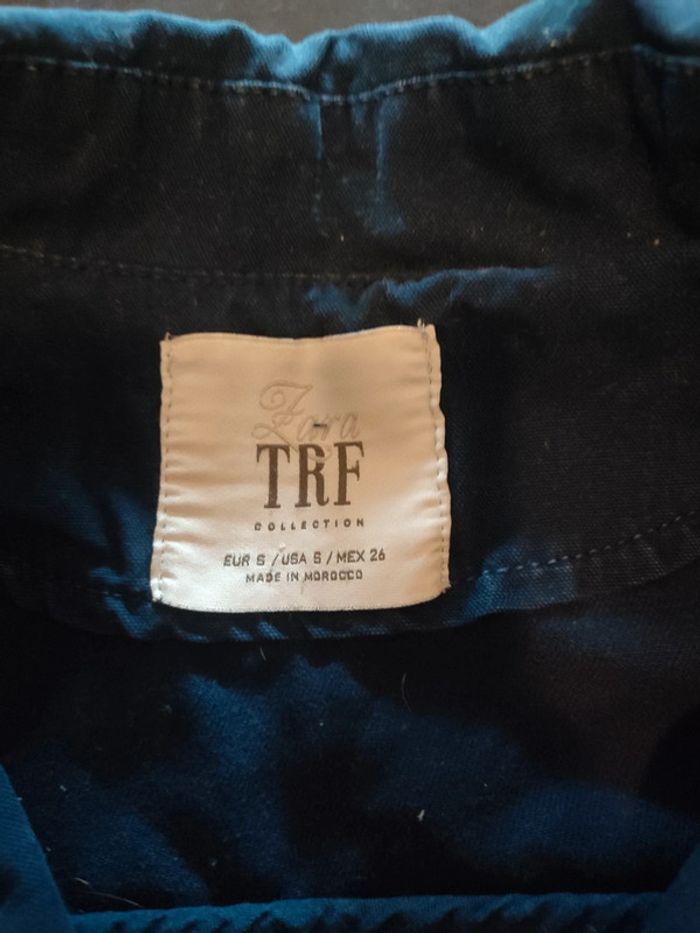 Zara
TRF
COLLECTION
EUR S / USA S / MEX 26
MADE IN MOROCCO